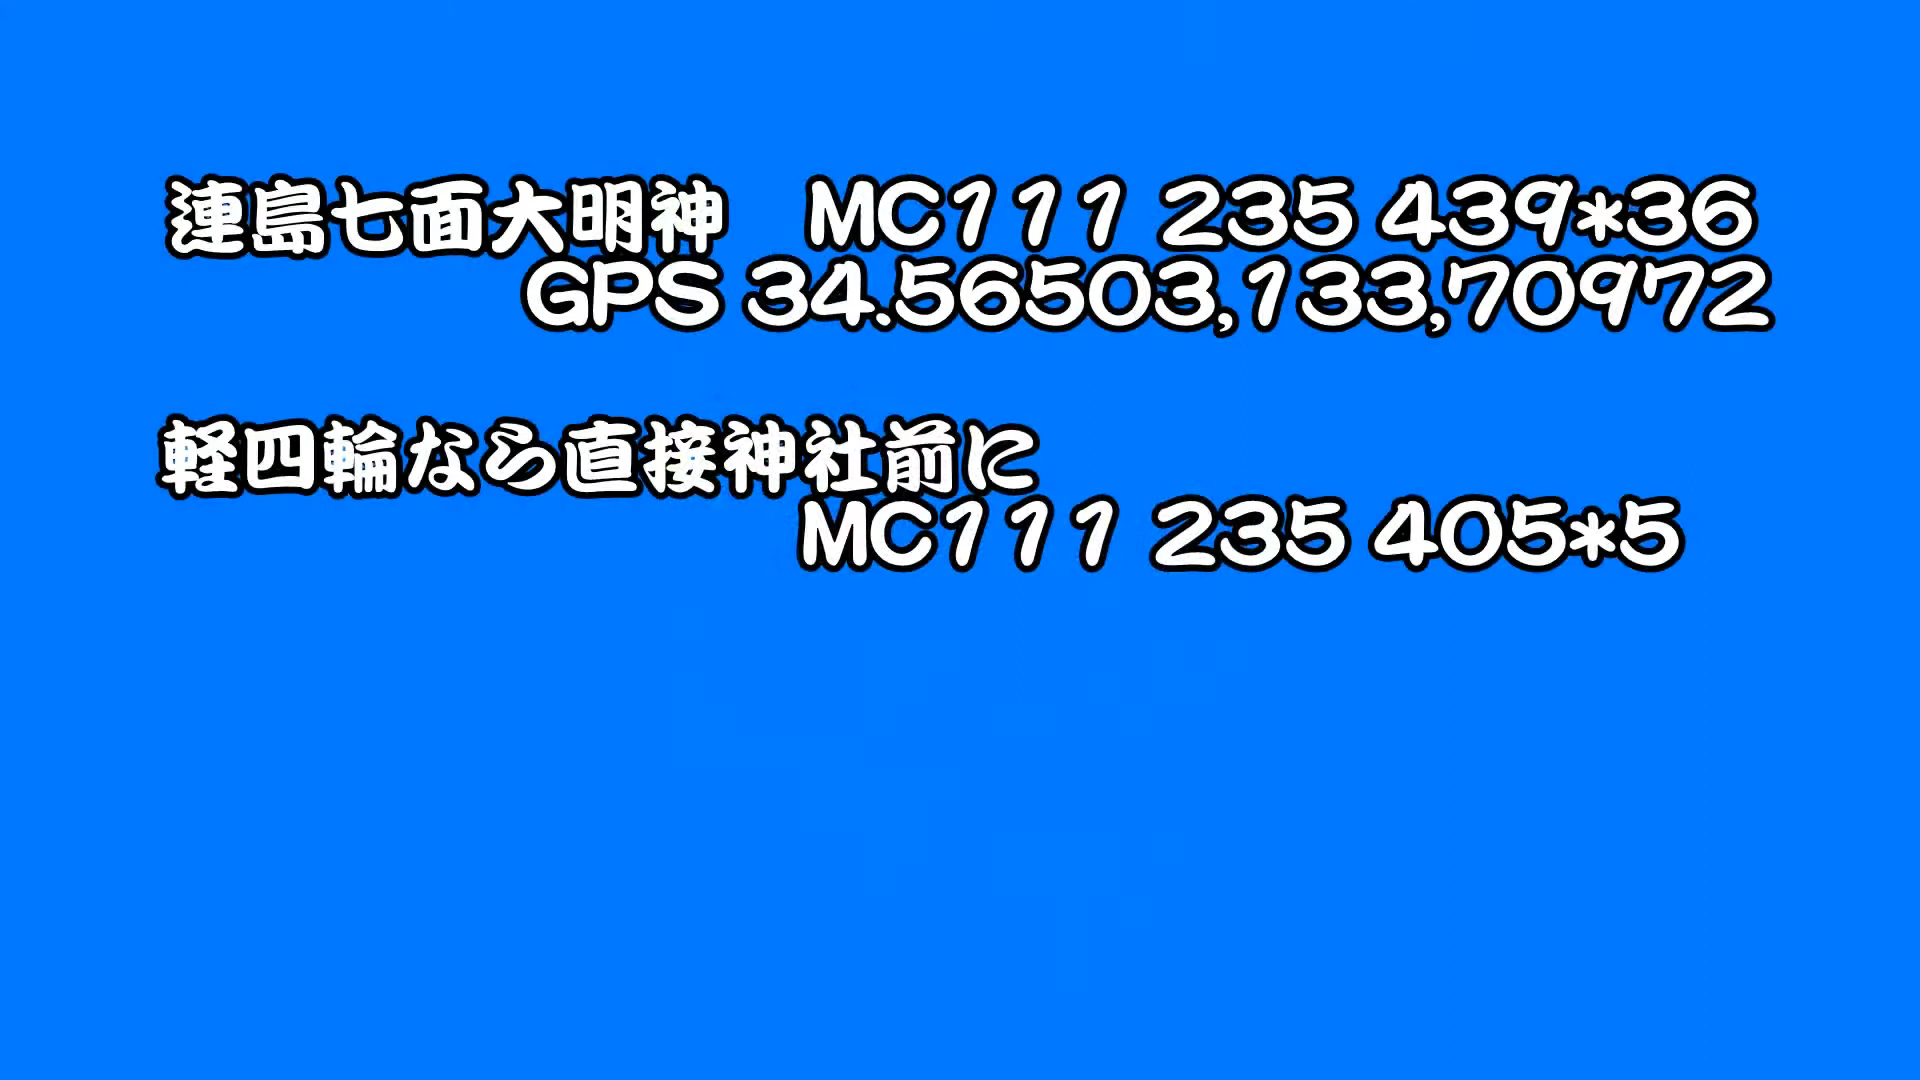 連島七面大明神　MC111 235 439*36
GPS 34.56503,133,70972
軽四輪なら直接神社前に
MC111 235 405*5